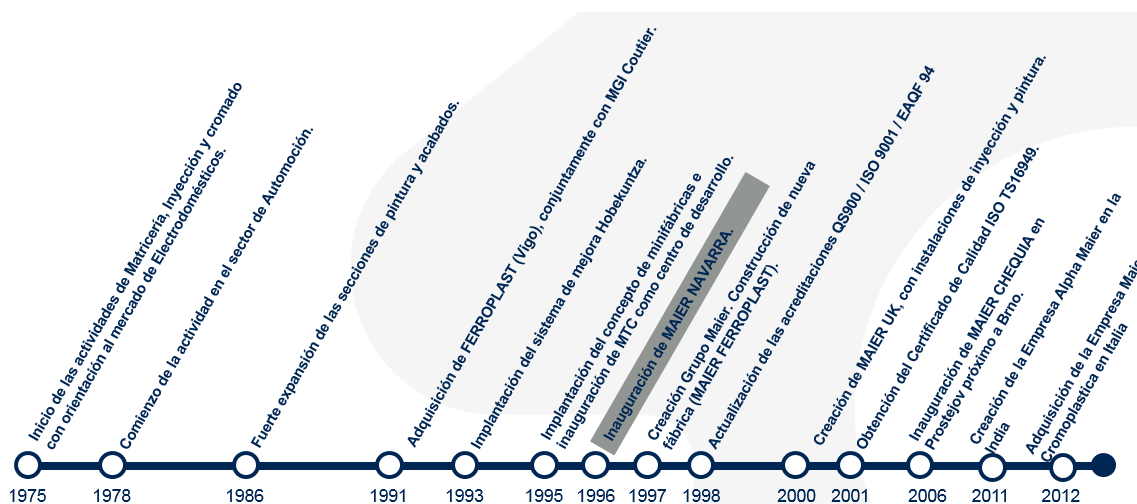 Inicio de las actividades de Matricería, Inyección y cromado
con orientación al mercado de Electrodomésticos.
Comienzo de la actividad en el sector de Automoción.
Fuerte expansión de las secciones de pintura y acabados.
Adquisición de FERROPLAST (Vigo), conjuntamente con MGI Coutier.
Implantación del sistema de mejora Hobekuntza.
Implantación del concepto de minifábricas e
inauguración de MTC como centro de desarrollo.
Inauguración de MAIER NAVARRA.
Creación Grupo Maier. Construcción de nueva
fábrica (MAIER FERROPLAST).
Actualización de las acreditaciones QS900 / ISO 9001 / EAQF 94
Creación de MAIER UK, con instalaciones de inyección y pintura.
Obtención del Certificado de Calidad ISO TS16949.
Inauguración de MAIER CHEQUIA en
Prostejov próximo a Brno.
Creación de la Empresa Alpha Maier en la
India
Adquisición de la Empresa
Cromoplastica en Italia
1975 1978 1986 1991 1993 1995 1996 1997 1998 2000 2001 2006 2011 2012